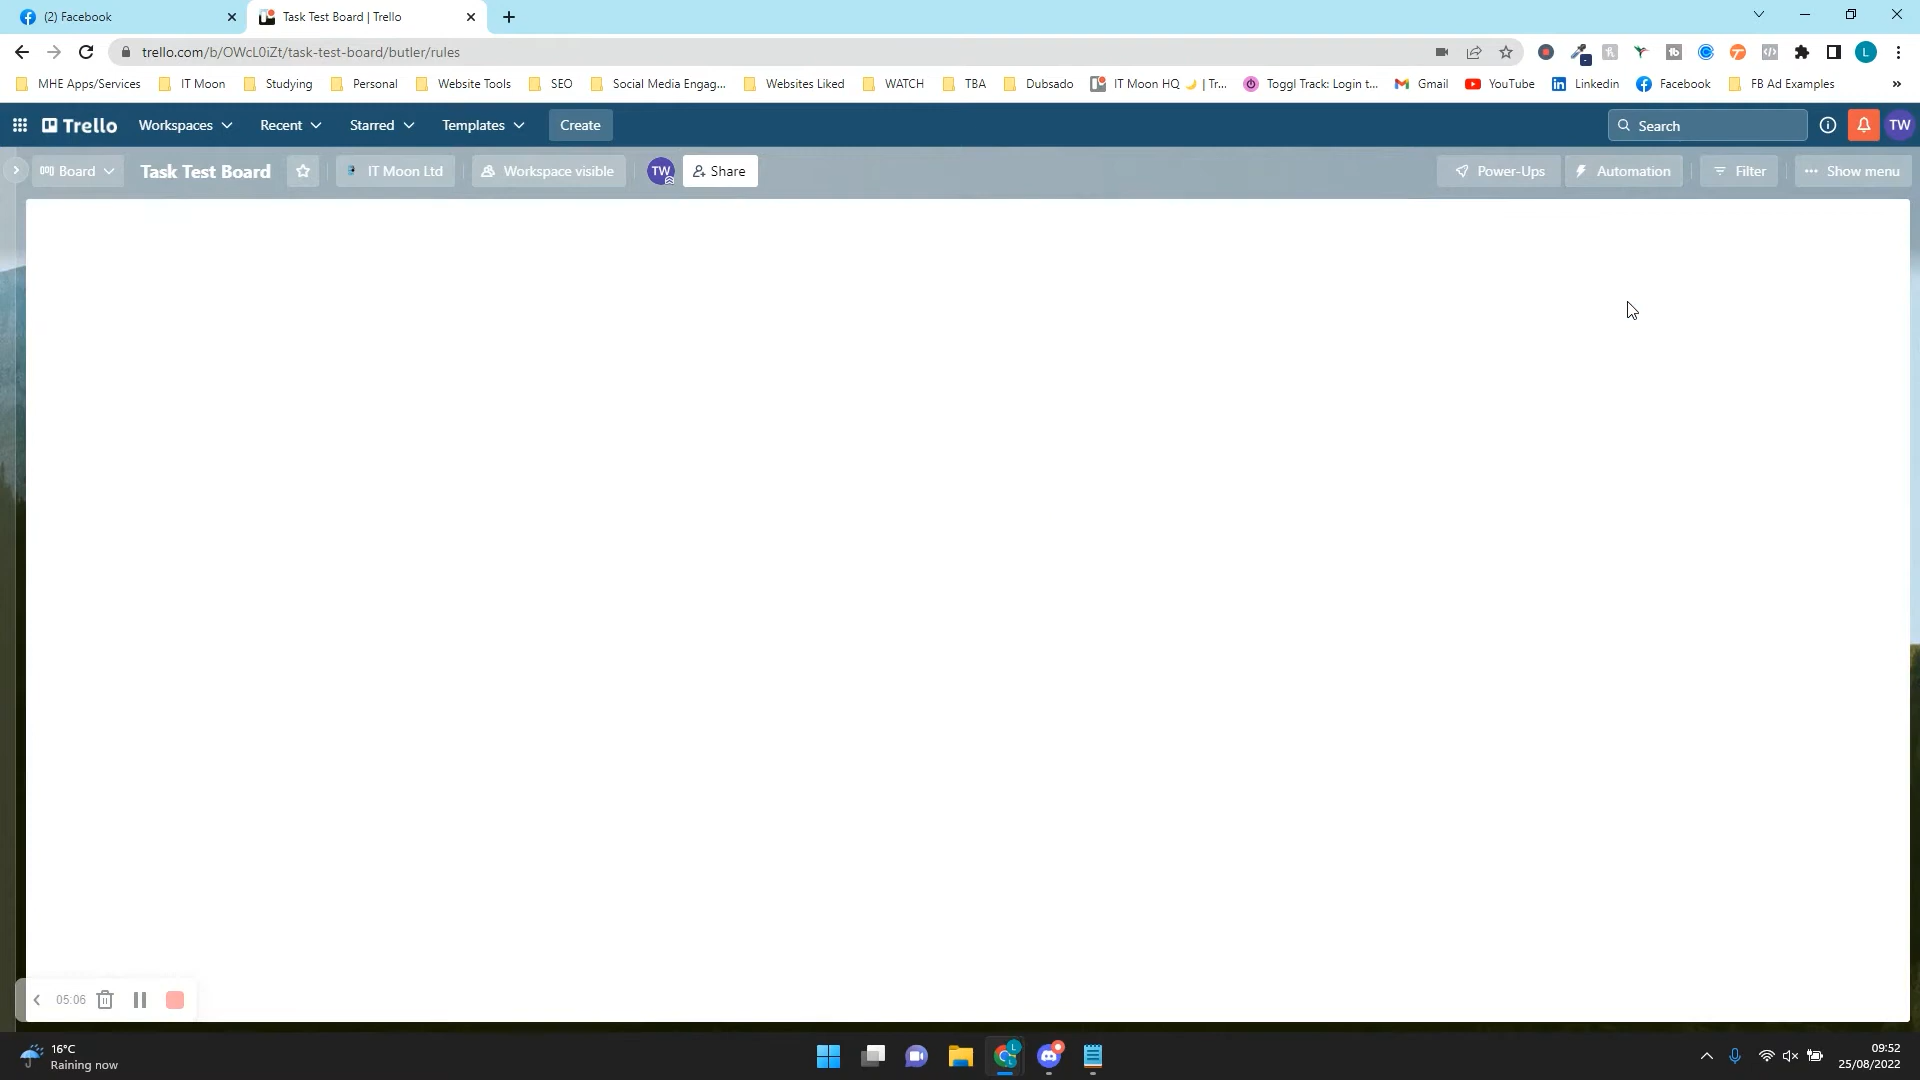 (2) Facebook
Task Test Board | Trello
trello.com/b/OWcL0iZt/task-test-board/butler/rules
MHE Apps/Services
IT Moon
Studying
Personal
Website Tools
SEO
Social Media Engag...
Websites Liked
WATCH
TBA
Dubsado
IT Moon HQ 🌙 | Tr...
Toggl Track: Login t...
Gmail
YouTube
Linkedin
Facebook
FB Ad Examples
»
L
Trello
Workspaces
Recent
Starred
Templates
Create
Search
TW
Board
Task Test Board
IT Moon Ltd
Workspace visible
TW
Share
Power-Ups
Automation
Filter
Show menu
05:06
16°C
Raining now
09:52
25/08/2022